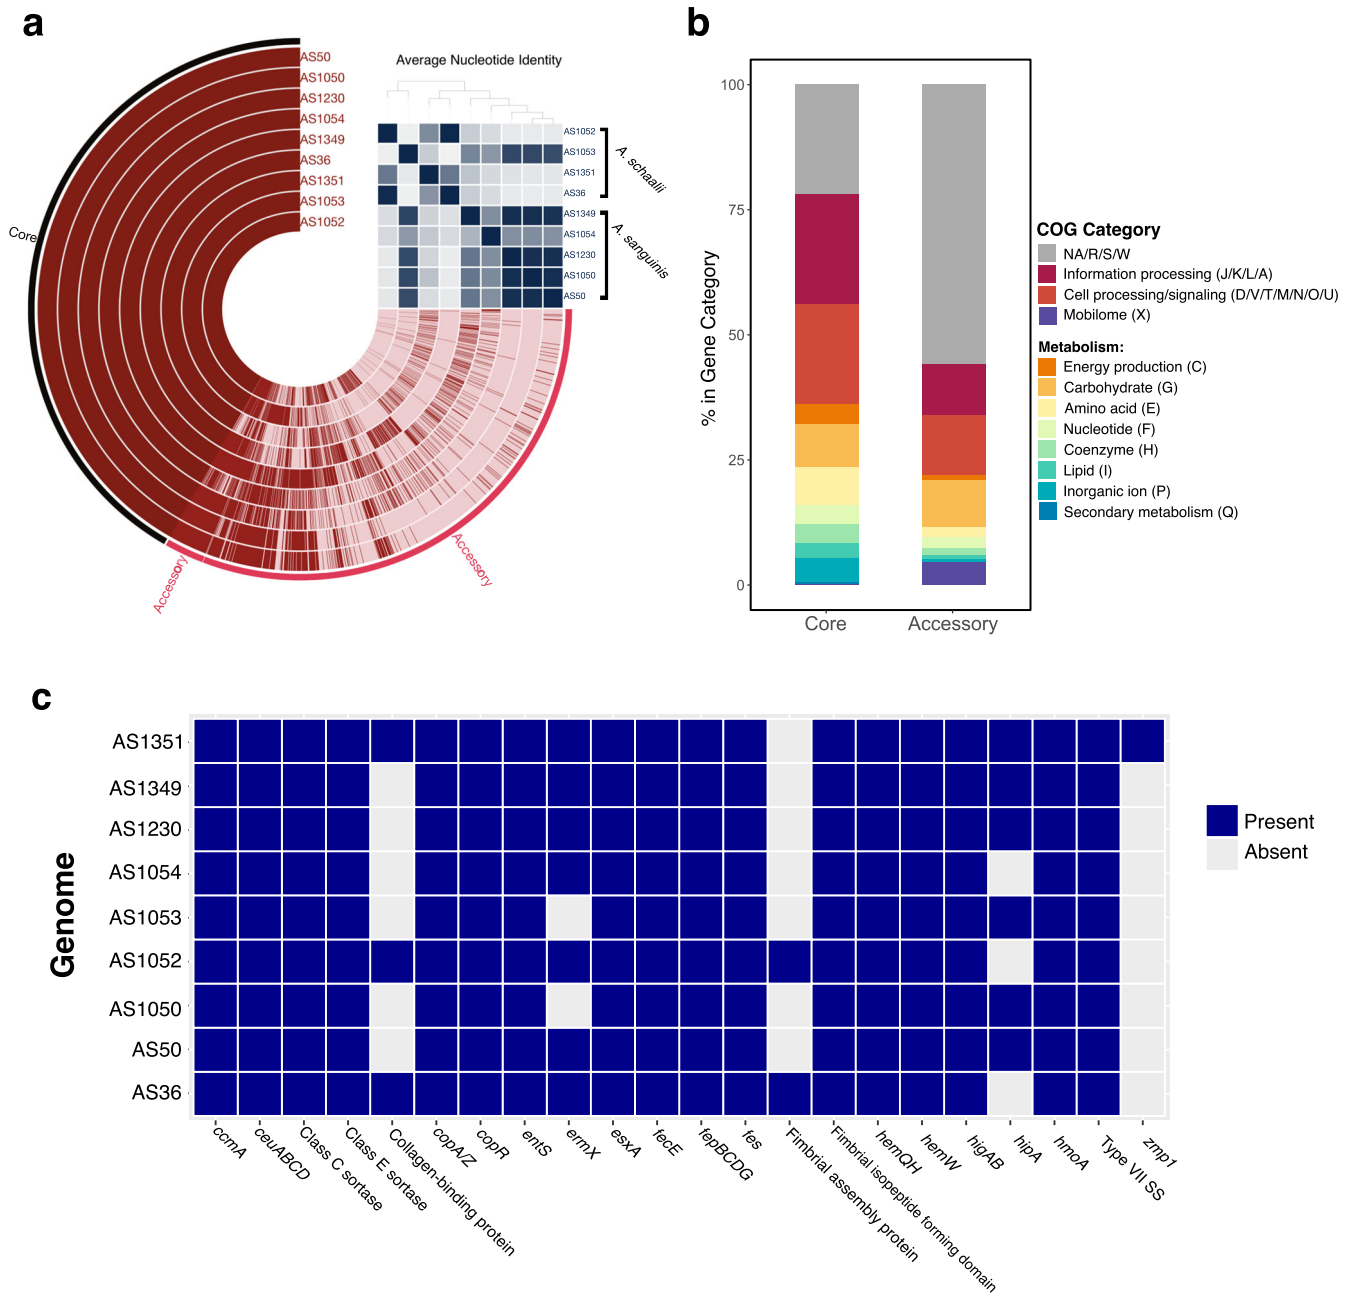 a
AS50
AS1050
AS1230
AS1054
AS1349
AS36
AS1351
AS1053
AS1052
Core
Accessory
Accessory
Average Nucleotide Identity
AS1052
AS1053
AS1351
AS36
AS1349
AS1054
AS1230
AS1050
AS50
A. schaalii
A. sanguinis
b
% in Gene Category
100
75
50
25
0
Core
Accessory
COG Category
NA/R/S/W
Information processing (J/K/L/A)
Cell processing/signaling (D/V/T/M/N/O/U)
Mobilome (X)
Metabolism:
Energy production (C)
Carbohydrate (G)
Amino acid (E)
Nucleotide (F)
Coenzyme (H)
Lipid (I)
Inorganic ion (P)
Secondary metabolism (Q)
c
Genome
AS1351
AS1349
AS1230
AS1054
AS1053
AS1052
AS1050
AS50
AS36
ccmA
ceuABCD
Class C sortase
Class E sortase
Collagen-binding protein
copA/Z
copR
entS
ermX
esxA
fecE
fepBCDG
fes
Fimbrial assembly protein
Fimbrial isopeptide forming domain
hemQH
hemW
higAB
hipA
hmoA
Type VII SS
zmp1
Present
Absent